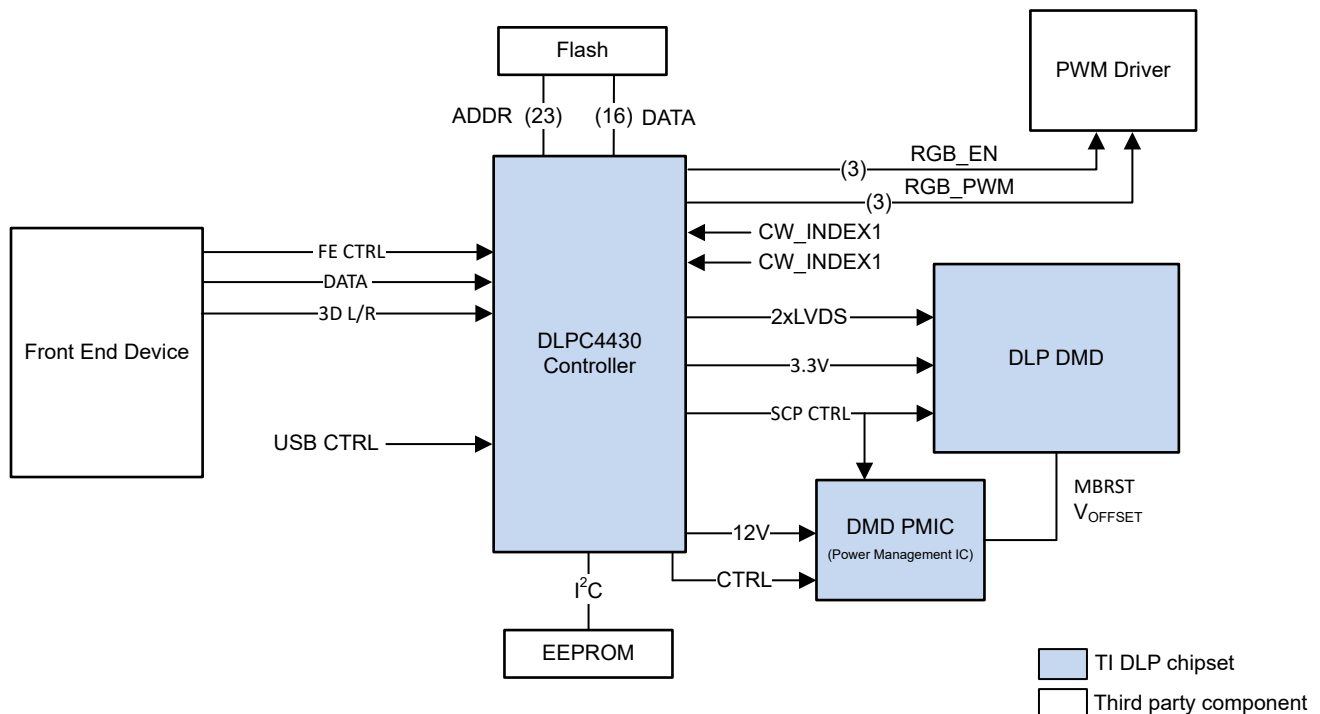 Flash
PWM Driver
ADDR (23) (16) DATA
RGB_EN
(3)
RGB_PWM
(3)
CW_INDEX1
CW_INDEX1
FE CTRL
DATA
3D L/R
Front End Device
DLPC4430
Controller
2xLVDS
3.3V
SCP CTRL
DLP DMD
USB CTRL
MBRST
VOFFSET
DMD PMIC
(Power Management IC)
12V
CTRL
I²C
EEPROM
TI DLP chipset
Third party component